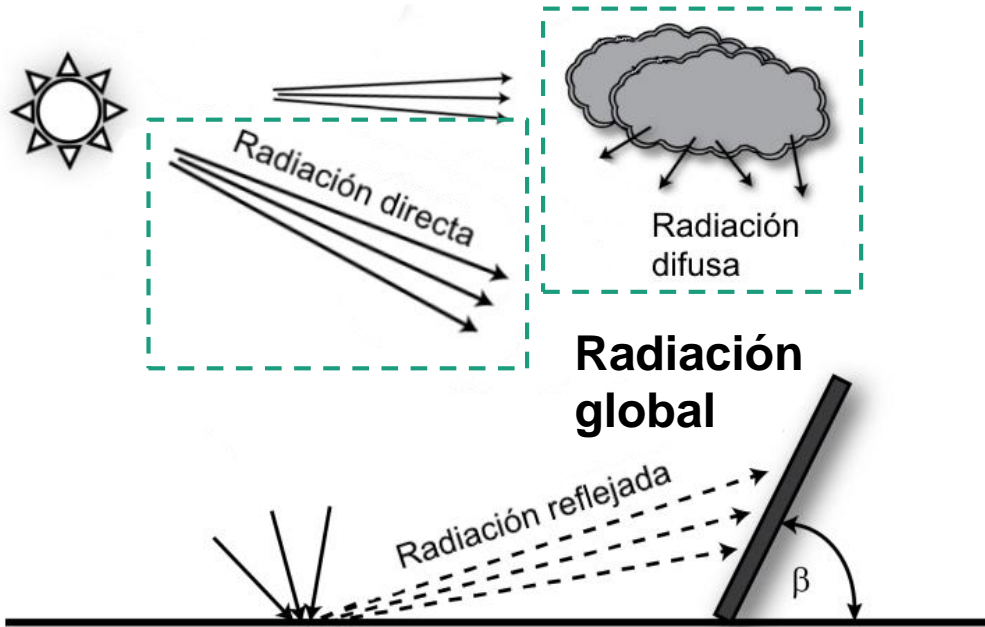 Radiación directa
Radiación
difusa
Radiación
global
Radiación reflejada
β